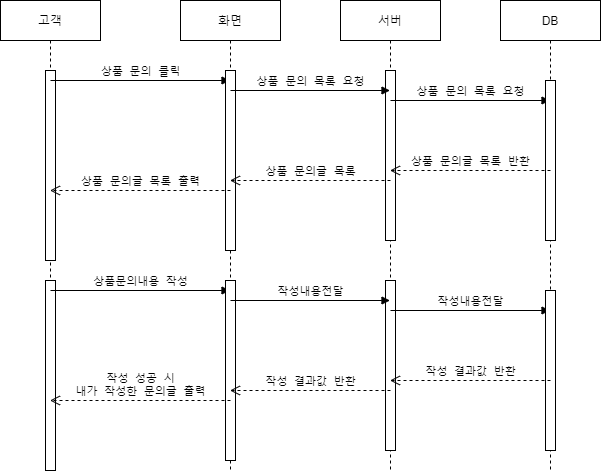 고객
화면
서버
DB
상품 문의 클릭
상품 문의 목록 요청
상품 문의 목록 요청
상품 문의글 목록 반환
상품 문의글 목록
상품 문의글 목록 출력
상품문의내용 작성
작성내용전달
작성내용전달
작성 결과값 반환
작성 결과값 반환
작성 성공 시
내가 작성한 문의글 출력